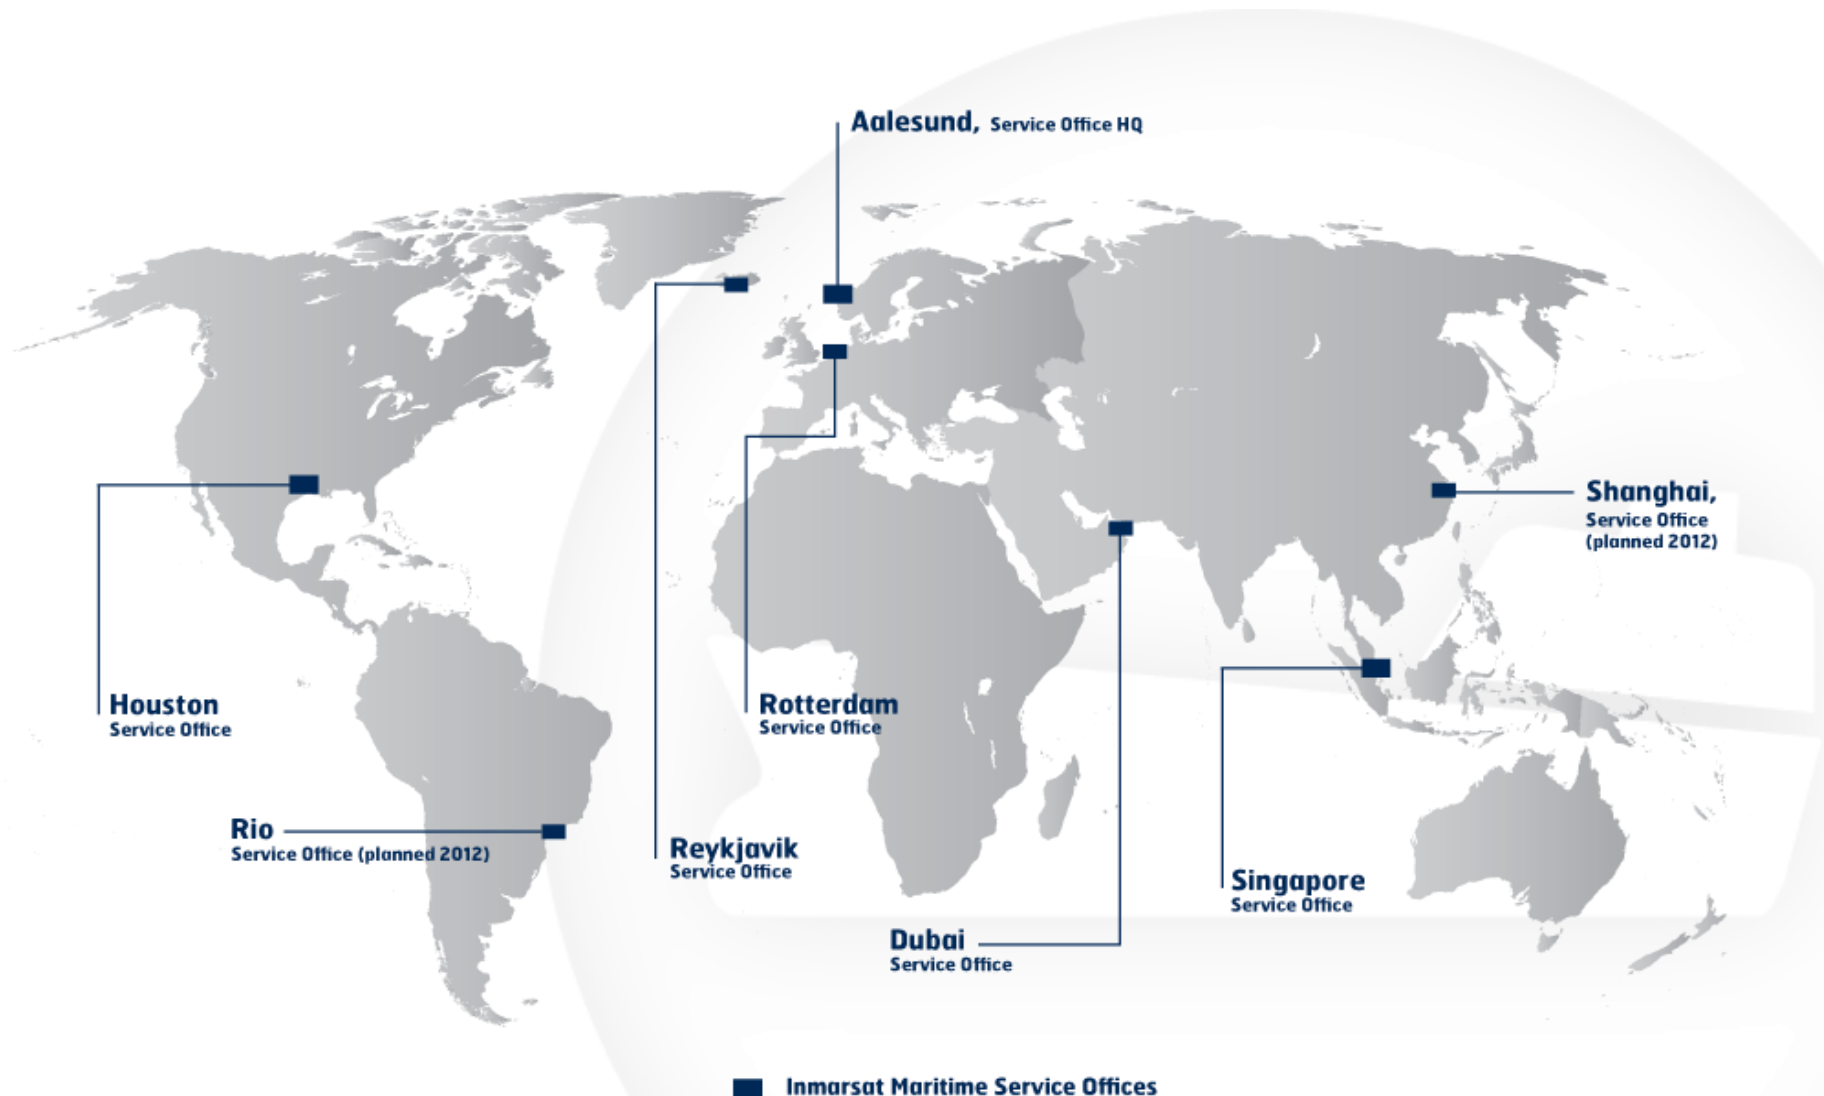 Aalesund, Service Office HQ
Shanghai,
Service Office
(planned 2012)
Houston
Service Office
Rotterdam
Service Office
Rio
Service Office (planned 2012)
Reykjavik
Service Office
Singapore
Service Office
Dubai
Service Office
Inmarsat Maritime Service Offices